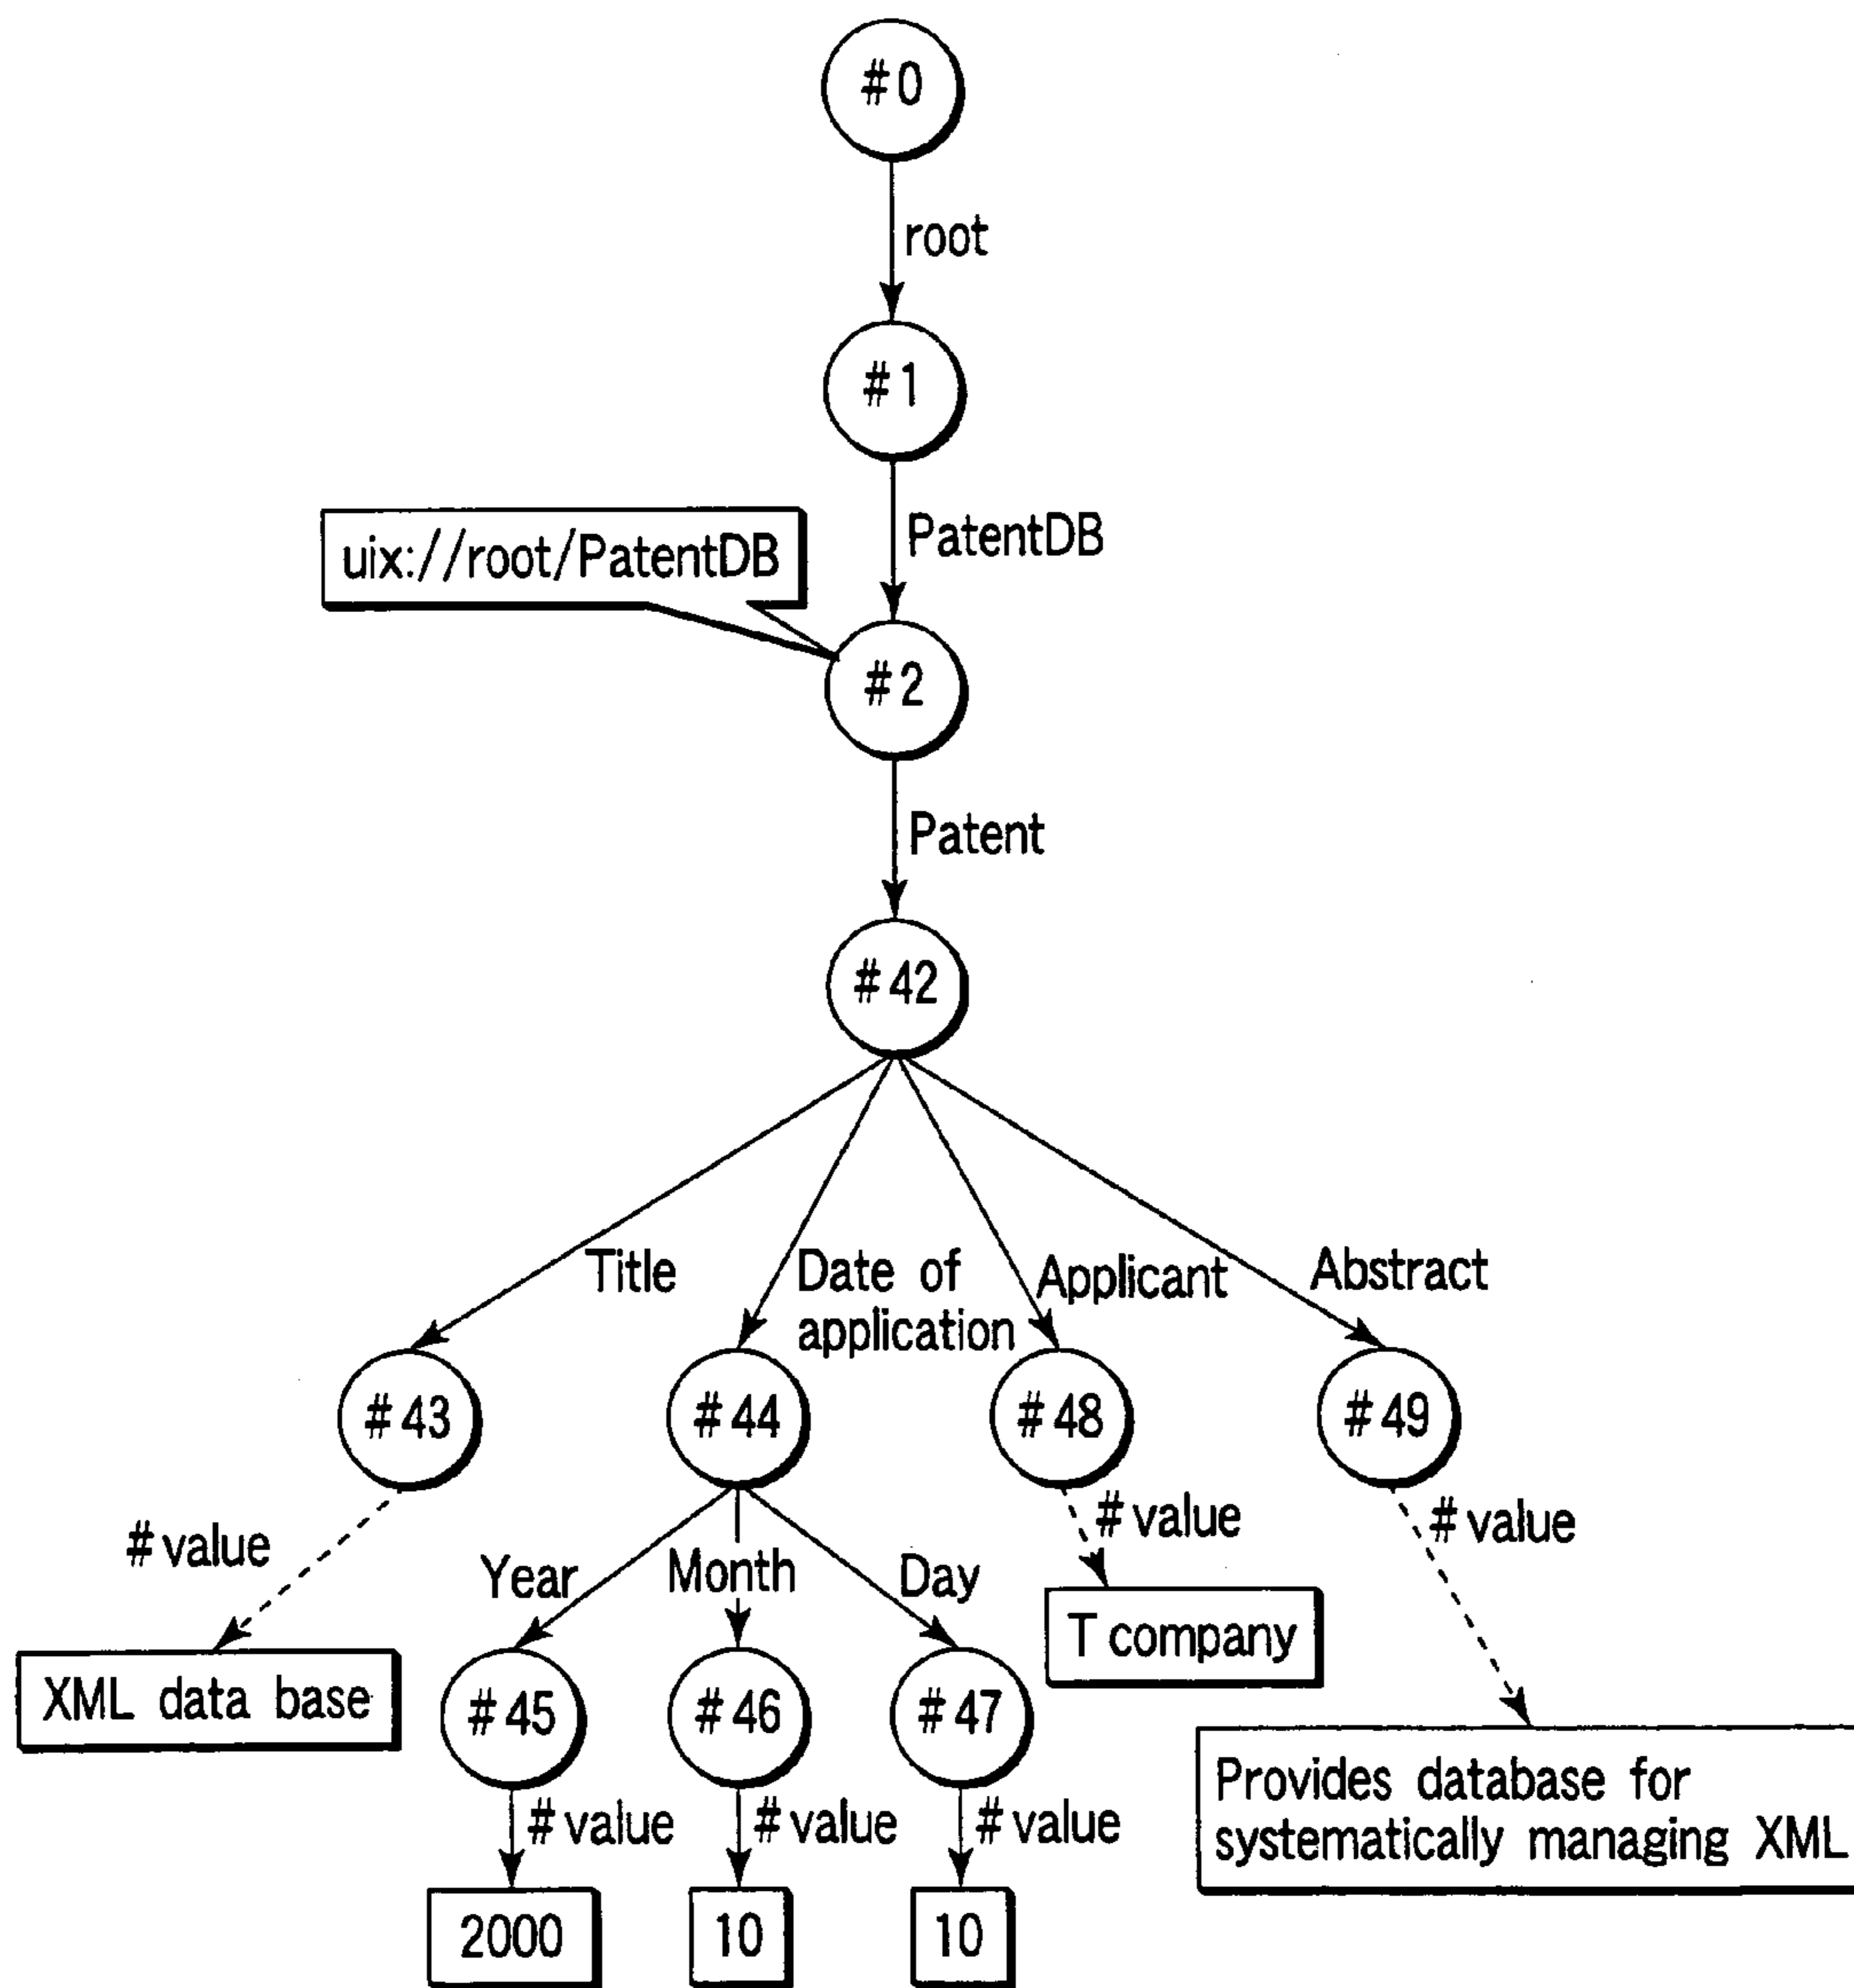 #0
root
#1
PatentDB
uix://root/PatentDB
#2
Patent
#42
Title
Date of
application
Applicant
Abstract
#43
#44
#48
#49
#value
Year
Month
Day
#value
#value
XML data base
#45
#46
#47
T company
#value
#value
#value
Provides database for
systematically managing XML
2000
10
10